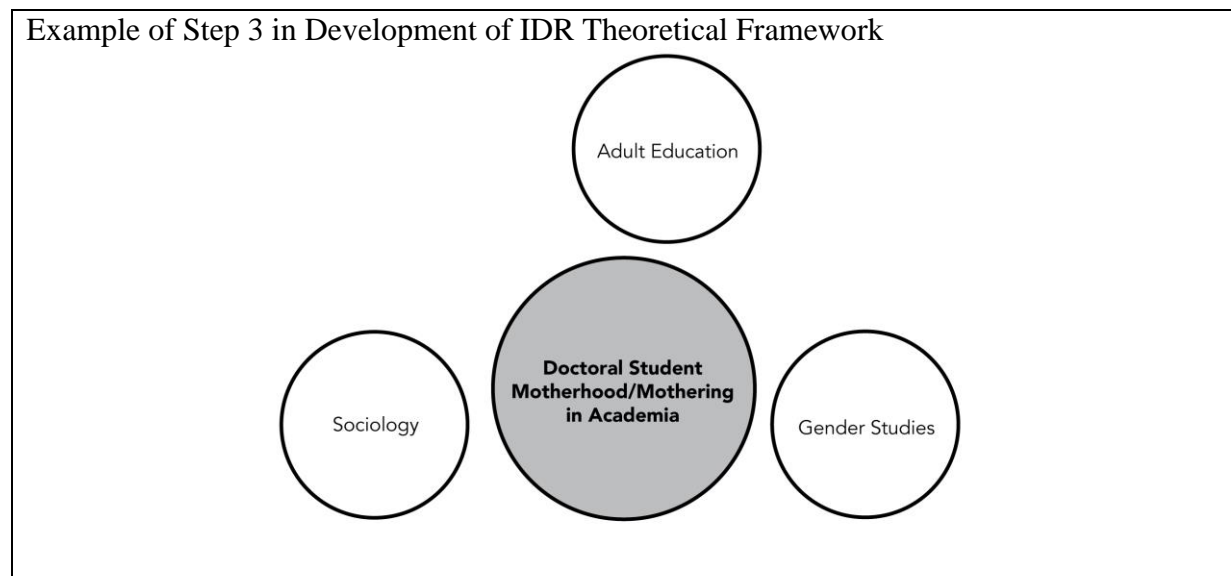 Example of Step 3 in Development of IDR Theoretical Framework
Adult Education
Doctoral Student
Motherhood/Mothering
in Academia
Sociology
Gender Studies